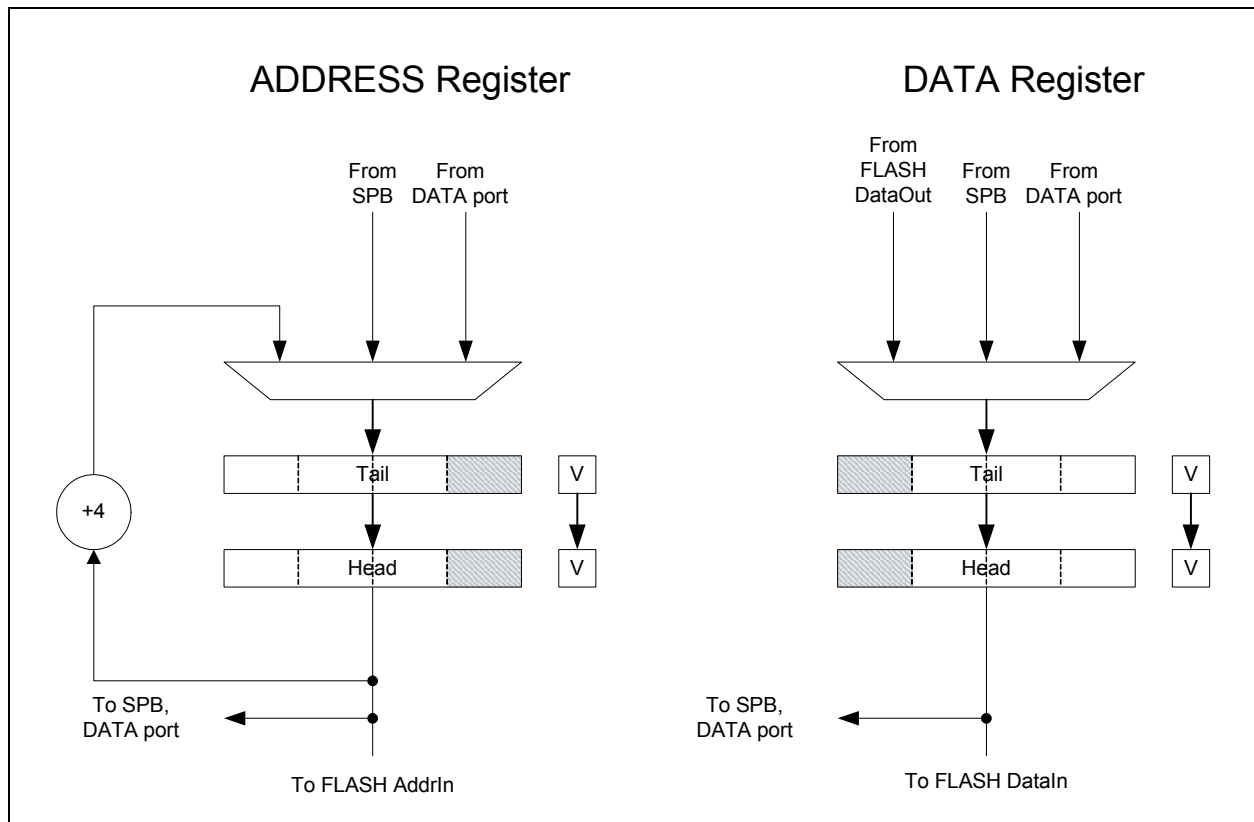 ADDRESS Register
From
SPB
From
DATA port
+4
Tail
V
Head
V
To SPB,
DATA port
To FLASH AddrIn
DATA Register
From
FLASH
DataOut
From
SPB
From
DATA port
Tail
V
Head
V
To SPB,
DATA port
To FLASH DataIn